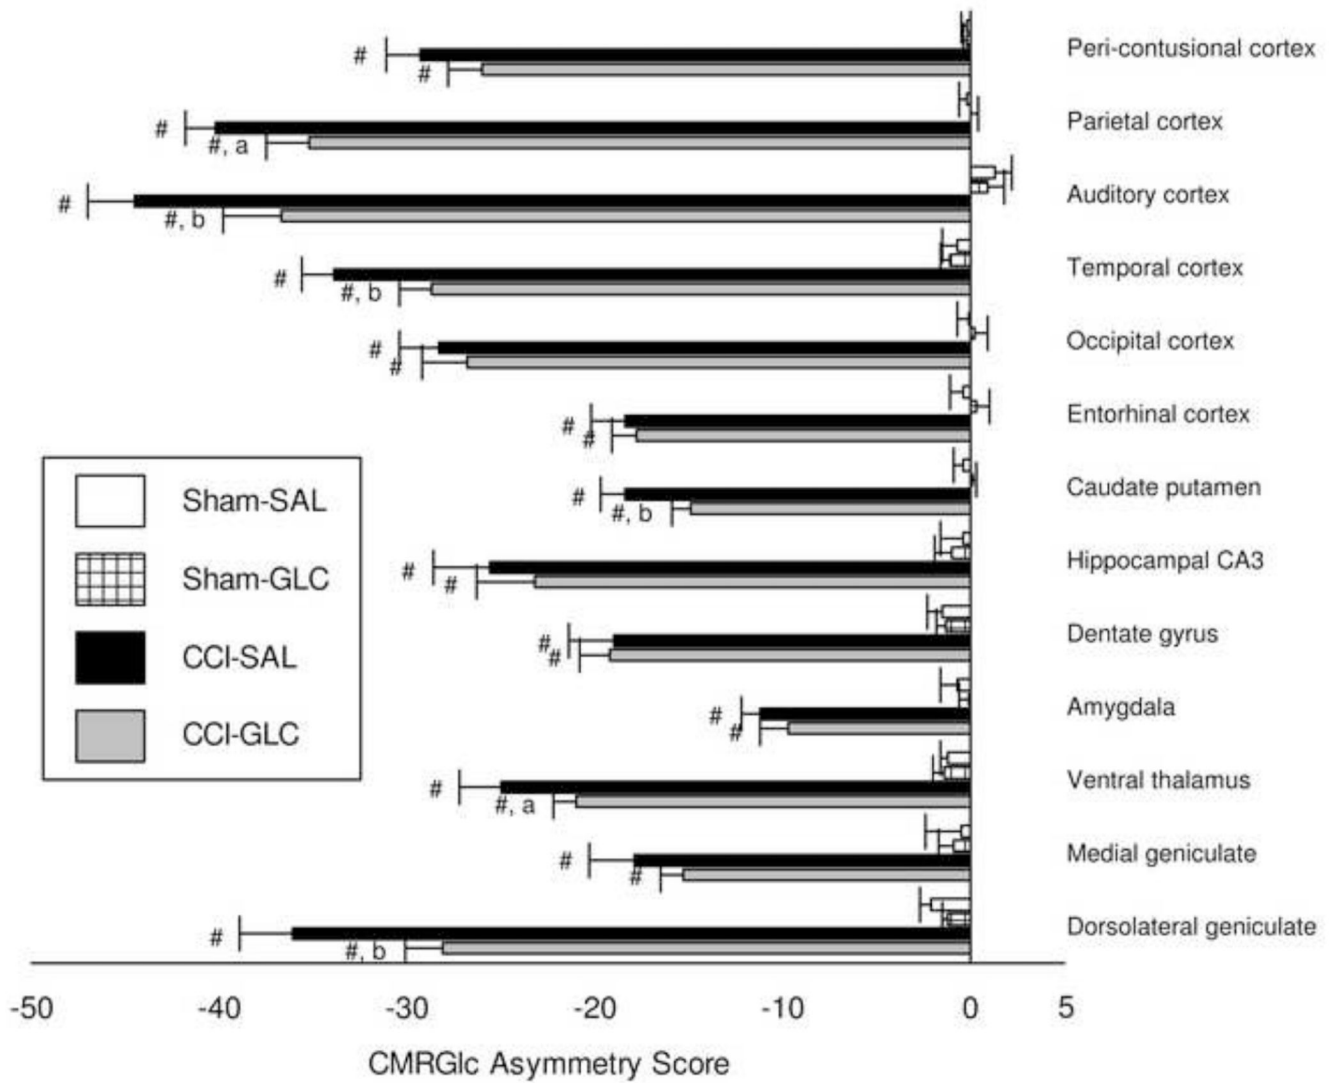 # Peri-contusional cortex
#
# Parietal cortex
#, a
# Auditory cortex
#, b
# Temporal cortex
#, b
# Occipital cortex
#
# Entorhinal cortex
#
# Caudate putamen
#, b
# Hippocampal CA3
#
# Dentate gyrus
#
# Amygdala
#
# Ventral thalamus
#, a
# Medial geniculate
#
# Dorsolateral geniculate
#, b
Sham-SAL
Sham-GLC
CCI-SAL
CCI-GLC
-50 -40 -30 -20 -10 0 5
CMRGlc Asymmetry Score